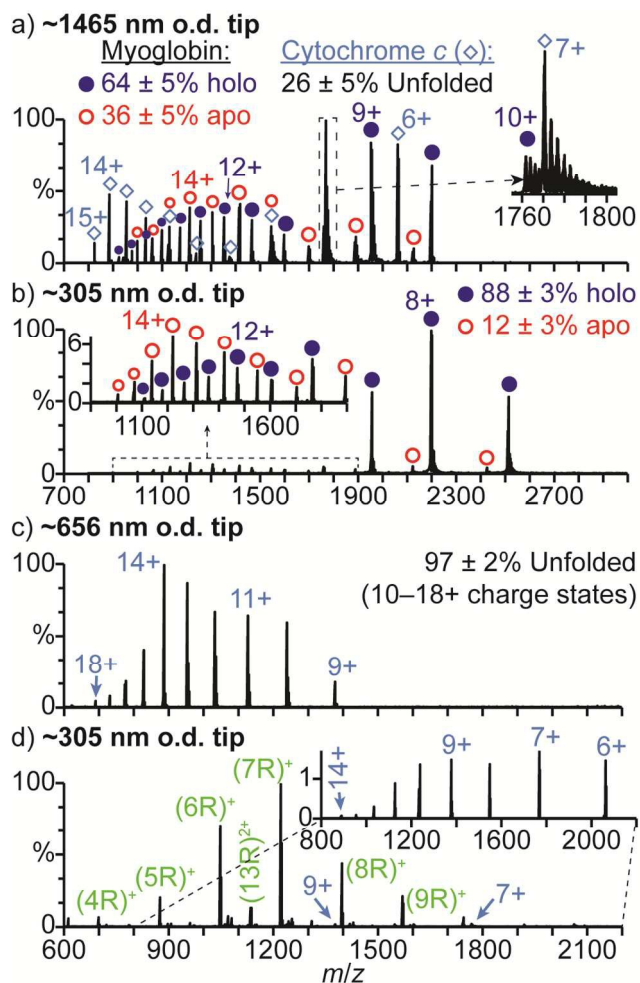 a) ~1465 nm o.d. tip
Myoglobin: Cytochrome c (◇):
● 64 ± 5% holo 26 ± 5% Unfolded
○ 36 ± 5% apo
7+
10+
1760 1800
9+ 6+
100
%
0
14+ 14+ 12+
15+
b) ~305 nm o.d. tip
8+ ● 88 ± 3% holo
○ 12 ± 3% apo
100
%
0
14+ 12+
6
3
0
1100 1600
700 1100 1500 1900 2300 2700
c) ~656 nm o.d. tip
100
%
0
14+ 97 ± 2% Unfolded
11+ (10–18+ charge states)
18+ 9+
d) ~305 nm o.d. tip
100
%
0
(7R)+
(6R)+
(13R)2+
(5R)+
(4R)+
(8R)+
(9R)+
9+ 7+
14+ 9+ 7+ 6+
1
0
800 1200 1600 2000
600 900 1200 1500 1800 2100
m/z